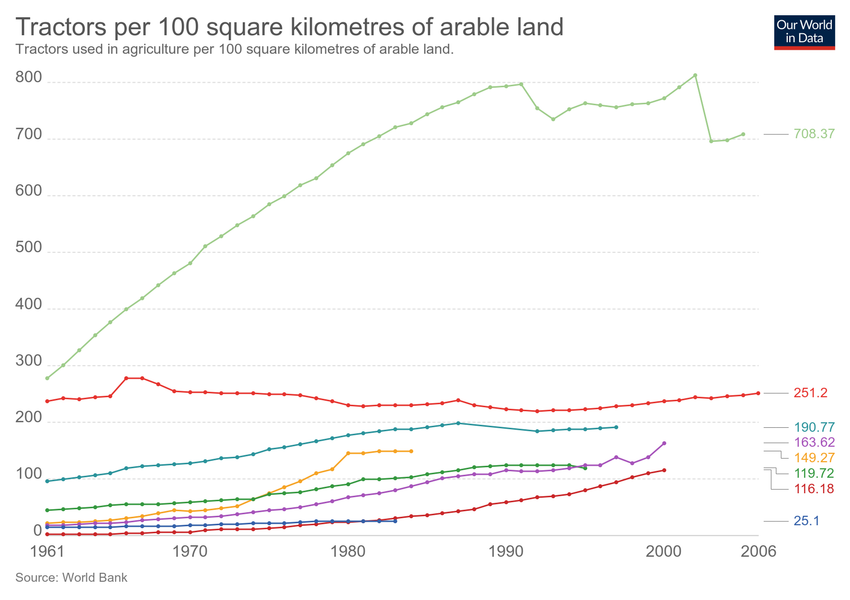 Tractors per 100 square kilometres of arable land
Tractors used in agriculture per 100 square kilometres of arable land.
Our World
in Data
800
700
600
500
400
300
200
100
0
708.37
251.2
190.77
163.62
149.27
119.72
116.18
25.1
1961 1970 1980 1990 2000 2006
Source: World Bank